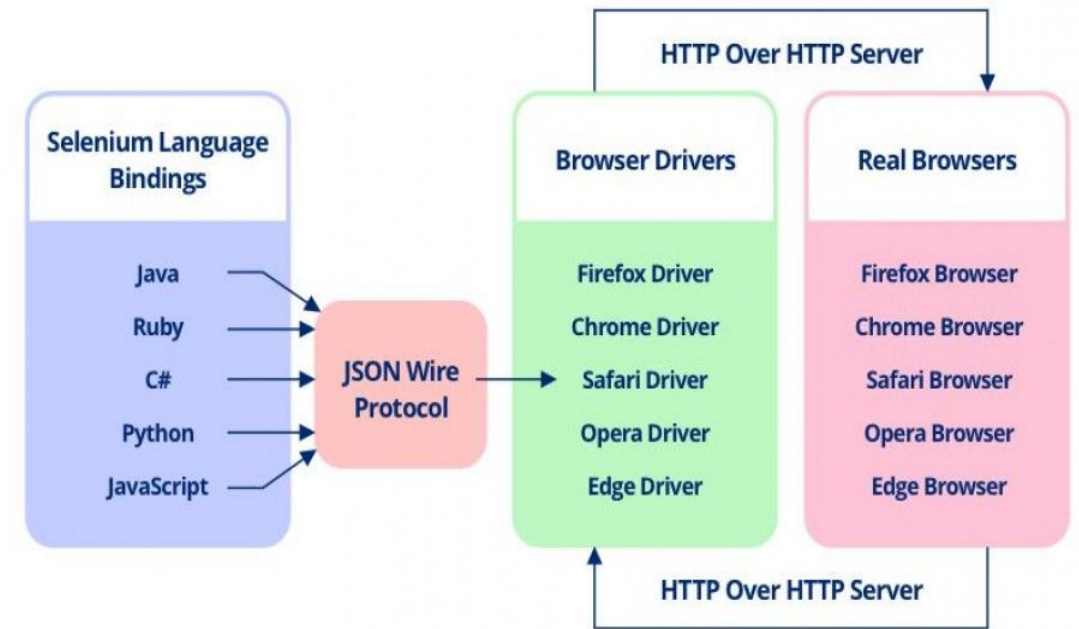 HTTP Over HTTP Server
Selenium Language
Bindings
Java
Ruby
C#
Python
JavaScript
JSON Wire
Protocol
Browser Drivers
Firefox Driver
Chrome Driver
Safari Driver
Opera Driver
Edge Driver
Real Browsers
Firefox Browser
Chrome Browser
Safari Browser
Opera Browser
Edge Browser
HTTP Over HTTP Server